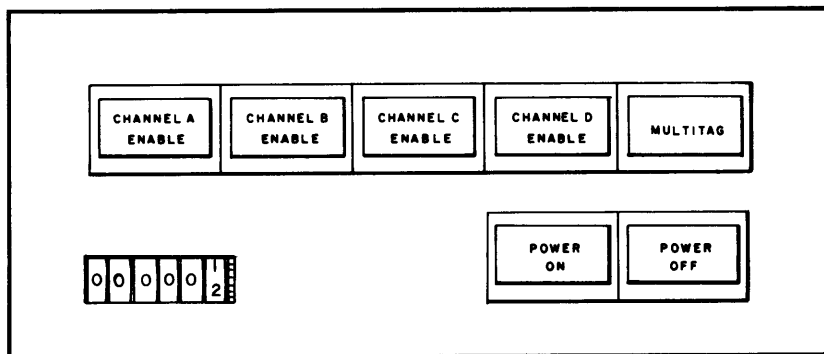 CHANNEL A
ENABLE
CHANNEL B
ENABLE
CHANNEL C
ENABLE
CHANNEL D
ENABLE
MULTITAG
POWER
ON
POWER
OFF
0 0 0 0 0 1
2